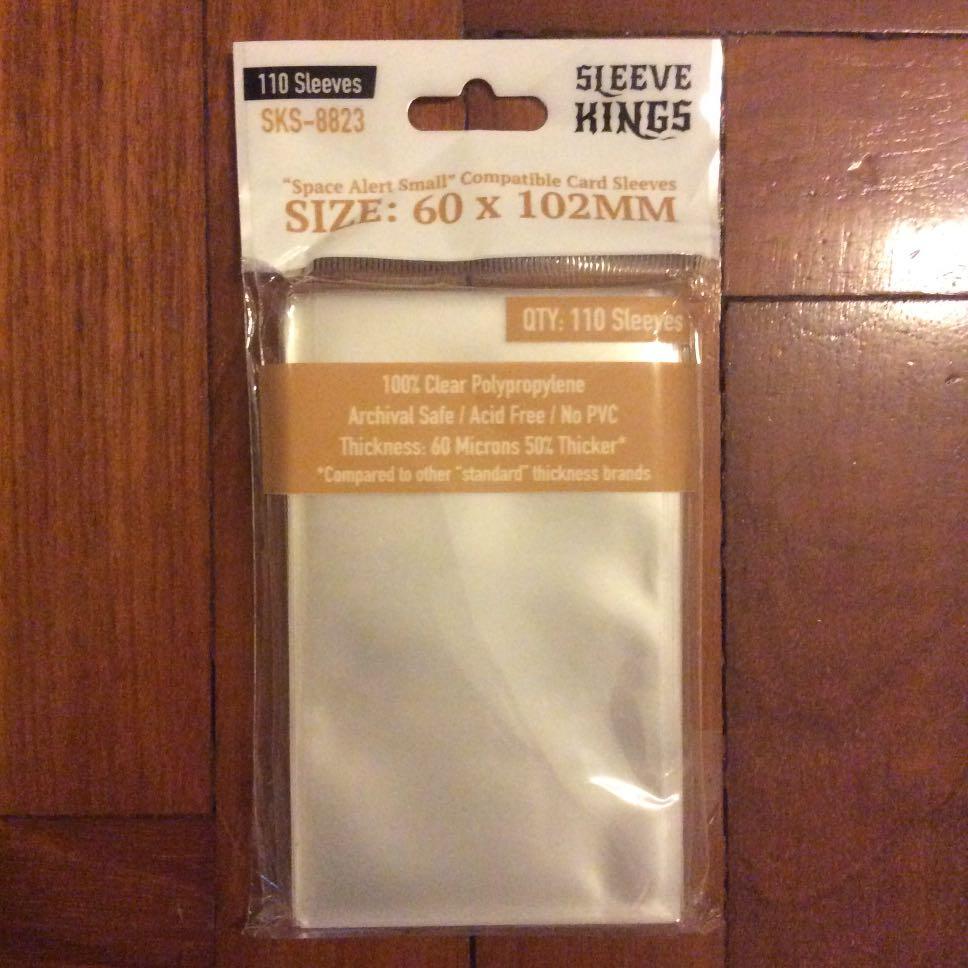 110 Sleeves
SKS-8823
SLEEVE
KINGS
"Space Alert Small" Compatible Card Sleeves
SIZE: 60 x 102MM
QTY: 110 Sleeves
100% Clear Polypropylene
Archival Safe / Acid Free / No PVC
Thickness: 60 Microns 50% Thicker*
*Compared to other "standard" thickness brands